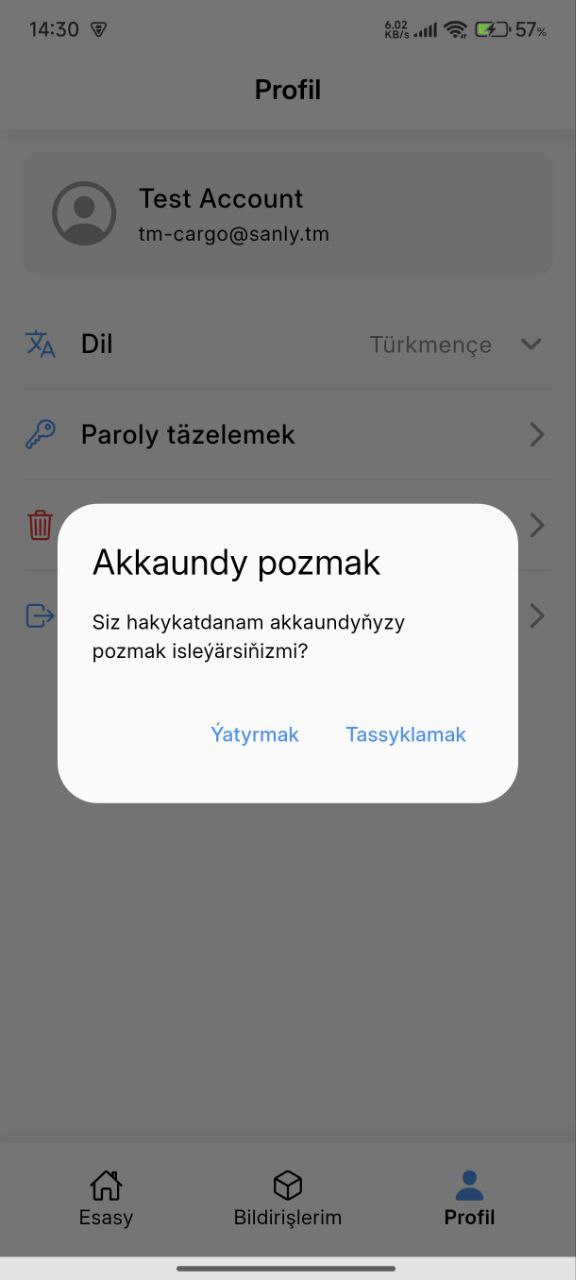 14:30
6.02
KB/s
57%
Profil
Test Account
tm-cargo@sanly.tm
Dil
Türkmençe
Paroly täzelemek
Akkaundy pozmak
Siz hakykatdanam akkaundyňyzy
pozmak isleýärsiňizmi?
Ýatyrmak
Tassyklamak
Esasy
Bildirişlerim
Profil